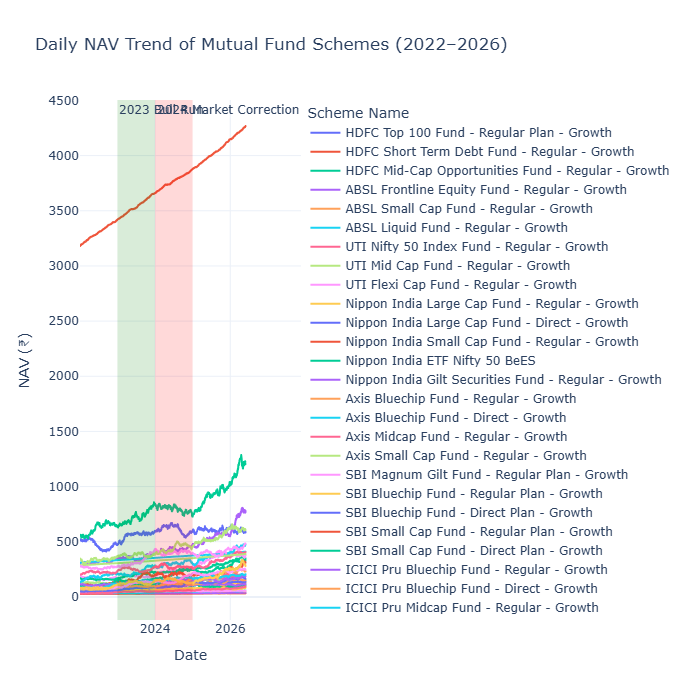 Daily NAV Trend of Mutual Fund Schemes (2022–2026)
4500
4000
3500
3000
2500
2000
1500
1000
500
0
NAV (₹)
2023 Bull Run
2024 Market Correction
2024
2026
Date
Scheme Name
HDFC Top 100 Fund - Regular Plan - Growth
HDFC Short Term Debt Fund - Regular - Growth
HDFC Mid-Cap Opportunities Fund - Regular - Growth
ABSL Frontline Equity Fund - Regular - Growth
ABSL Small Cap Fund - Regular - Growth
ABSL Liquid Fund - Regular - Growth
UTI Nifty 50 Index Fund - Regular - Growth
UTI Mid Cap Fund - Regular - Growth
UTI Flexi Cap Fund - Regular - Growth
Nippon India Large Cap Fund - Regular - Growth
Nippon India Large Cap Fund - Direct - Growth
Nippon India Small Cap Fund - Regular - Growth
Nippon India ETF Nifty 50 BeES
Nippon India Gilt Securities Fund - Regular - Growth
Axis Bluechip Fund - Regular - Growth
Axis Bluechip Fund - Direct - Growth
Axis Midcap Fund - Regular - Growth
Axis Small Cap Fund - Regular - Growth
SBI Magnum Gilt Fund - Regular Plan - Growth
SBI Bluechip Fund - Regular Plan - Growth
SBI Bluechip Fund - Direct Plan - Growth
SBI Small Cap Fund - Regular Plan - Growth
SBI Small Cap Fund - Direct Plan - Growth
ICICI Pru Bluechip Fund - Regular - Growth
ICICI Pru Bluechip Fund - Direct - Growth
ICICI Pru Midcap Fund - Regular - Growth